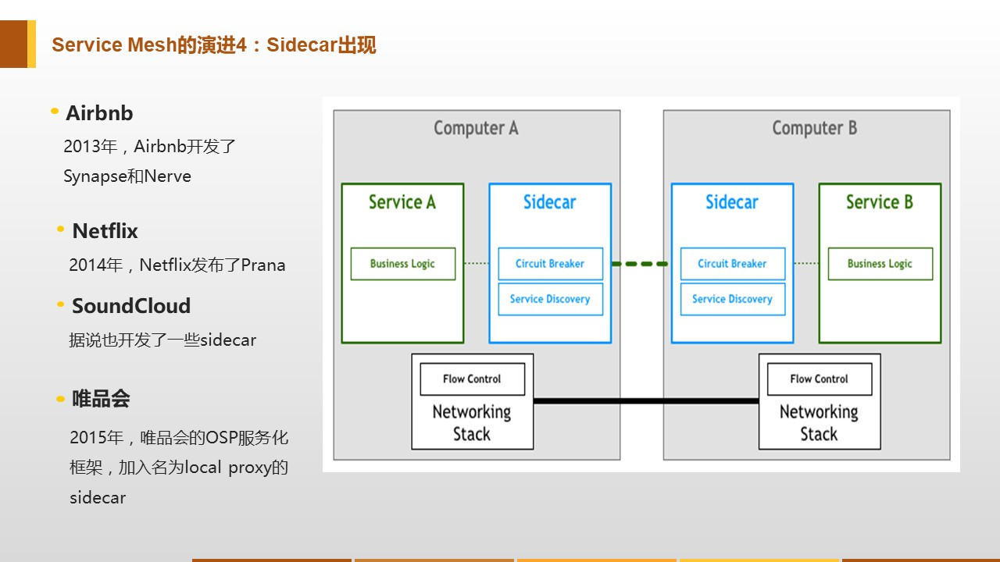 Service Mesh的演进4：Sidecar出现
Airbnb
2013年，Airbnb开发了
Synapse和Nerve
Netflix
2014年，Netflix发布了Prana
SoundCloud
据说也开发了一些sidecar
唯品会
2015年，唯品会的OSP服务化
框架，加入名为local proxy的
sidecar
Computer A
Service A
Business Logic
Sidecar
Circuit Breaker
Service Discovery
Flow Control
Networking
Stack
Computer B
Sidecar
Circuit Breaker
Service Discovery
Service B
Business Logic
Flow Control
Networking
Stack